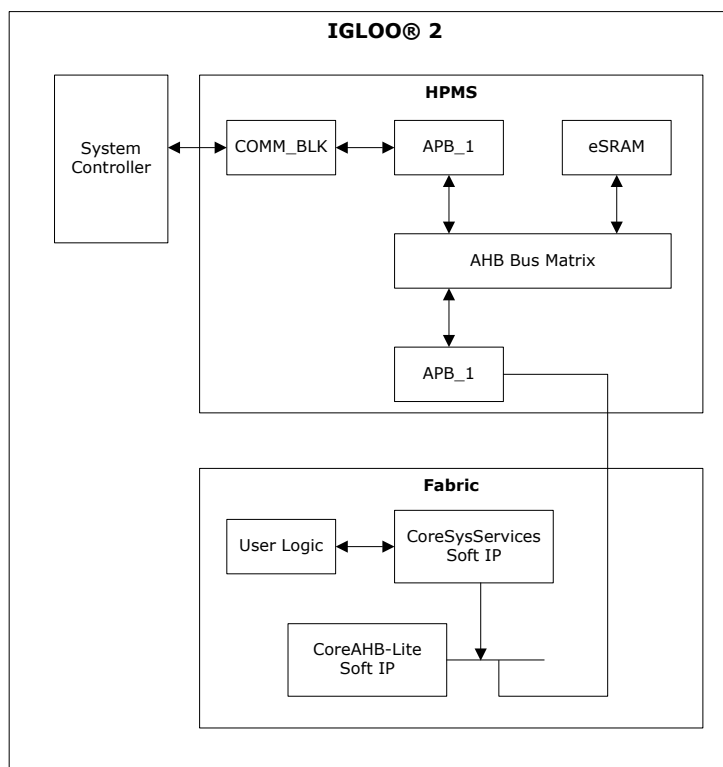 IGLOO® 2
HPMS
System
Controller
COMM_BLK
APB_1
eSRAM
AHB Bus Matrix
APB_1
Fabric
User Logic
CoreSysServices
Soft IP
CoreAHB-Lite
Soft IP